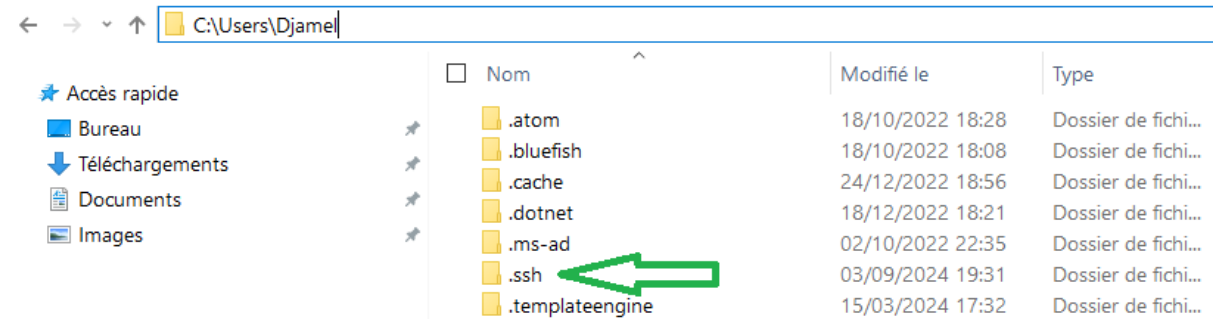 C:\Users\Djamel
Nom Modifié le Type
Accès rapide
Bureau
Téléchargements
Documents
Images
.atom 18/10/2022 18:28 Dossier de fichi...
.bluefish 18/10/2022 18:08 Dossier de fichi...
.cache 24/12/2022 18:56 Dossier de fichi...
.dotnet 18/12/2022 18:21 Dossier de fichi...
.ms-ad 02/10/2022 22:35 Dossier de fichi...
.ssh 03/09/2024 19:31 Dossier de fichi...
.templateengine 15/03/2024 17:32 Dossier de fichi...